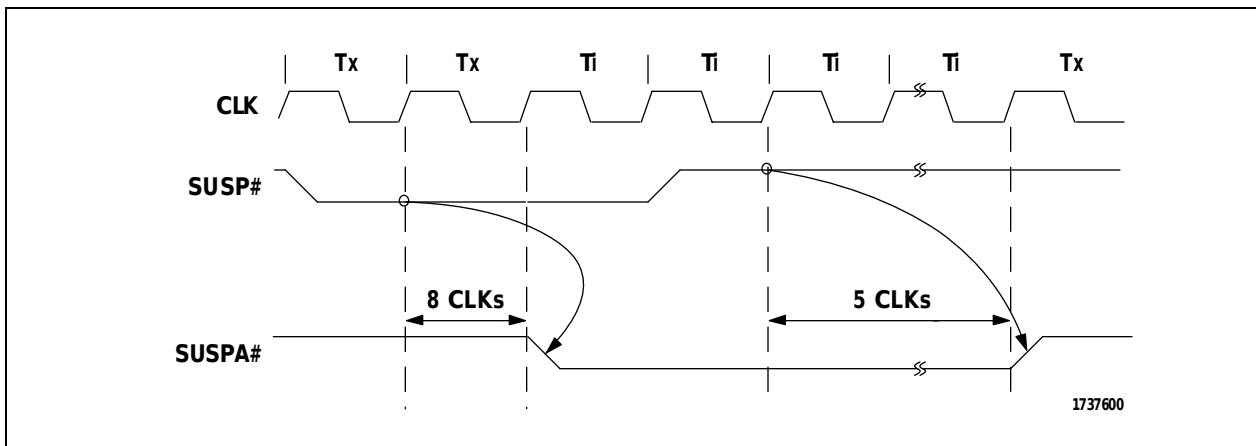 Tx Tx Ti Ti Ti Ti Tx
CLK
SUSP#
8 CLKs 5 CLKs
SUSPA#
1737600